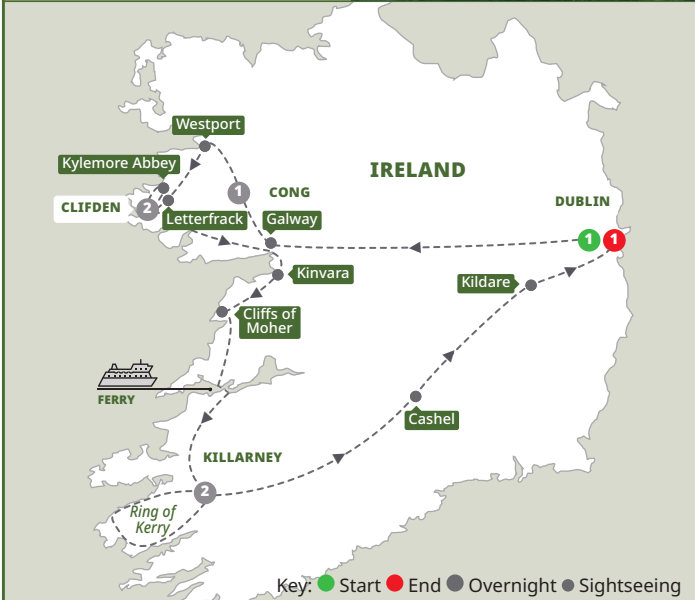 Westport
Kylemore Abbey
IRELAND
1
CONG
CLIFDEN
2
Letterfrack
Galway
DUBLIN
1
1
Kinvara
Kildare
Cliffs of
Moher
FERRY
Cashel
KILLARNEY
2
Ring of
Kerry
Key: Start End Overnight Sightseeing